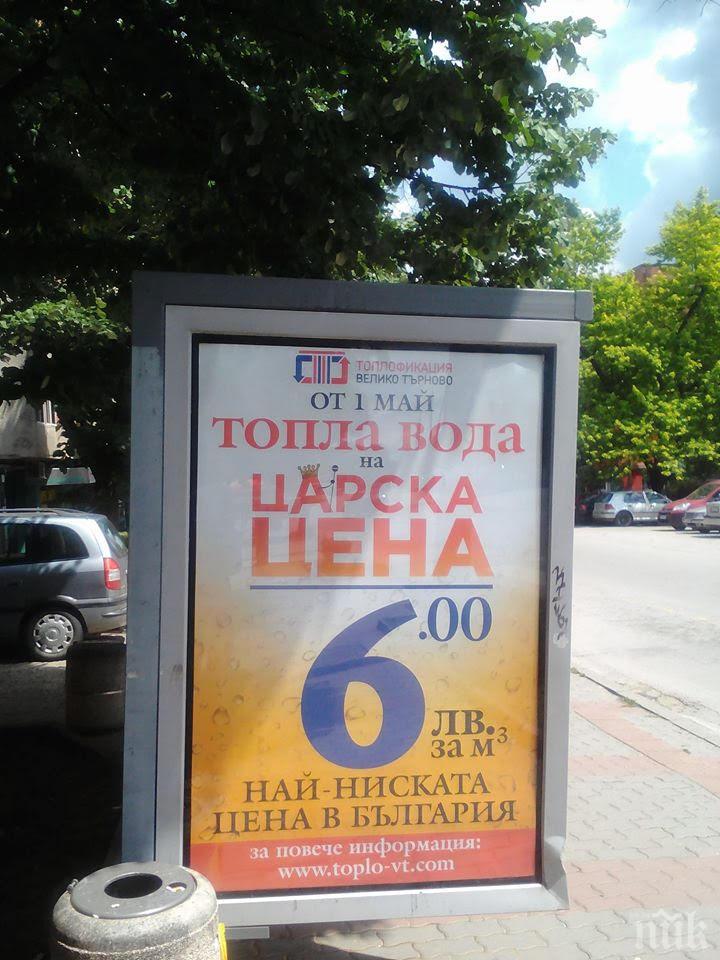 ТОПЛОФИКАЦИЯ
ВЕЛИКО ТЪРНОВО
ОТ 1 МАЙ
ТОПЛА ВОДА
на
ЦАРСКА
ЦЕНА
6.00
ЛВ.
за м³
НАЙ-НИСКАТА
ЦЕНА В БЪЛГАРИЯ
за повече информация:
www.toplo-vt.com
пик